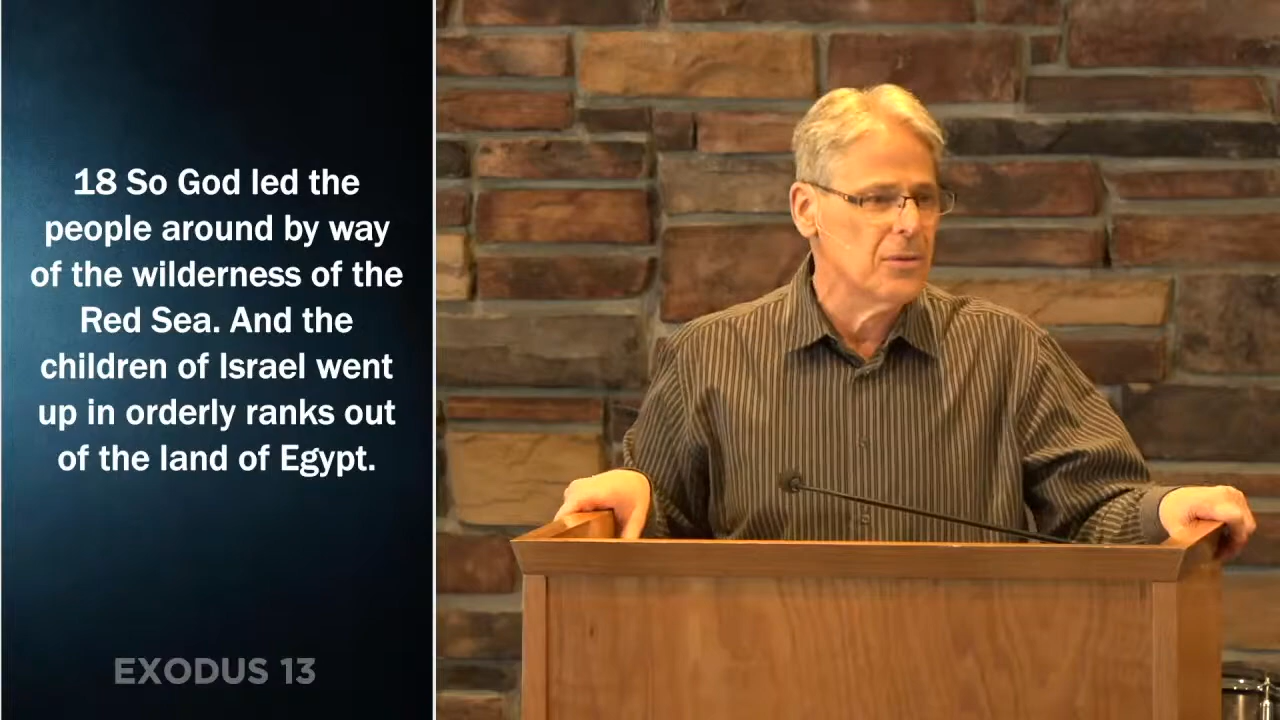 18 So God led the
people around by way
of the wilderness of the
Red Sea. And the
children of Israel went
up in orderly ranks out
of the land of Egypt.
EXODUS 13